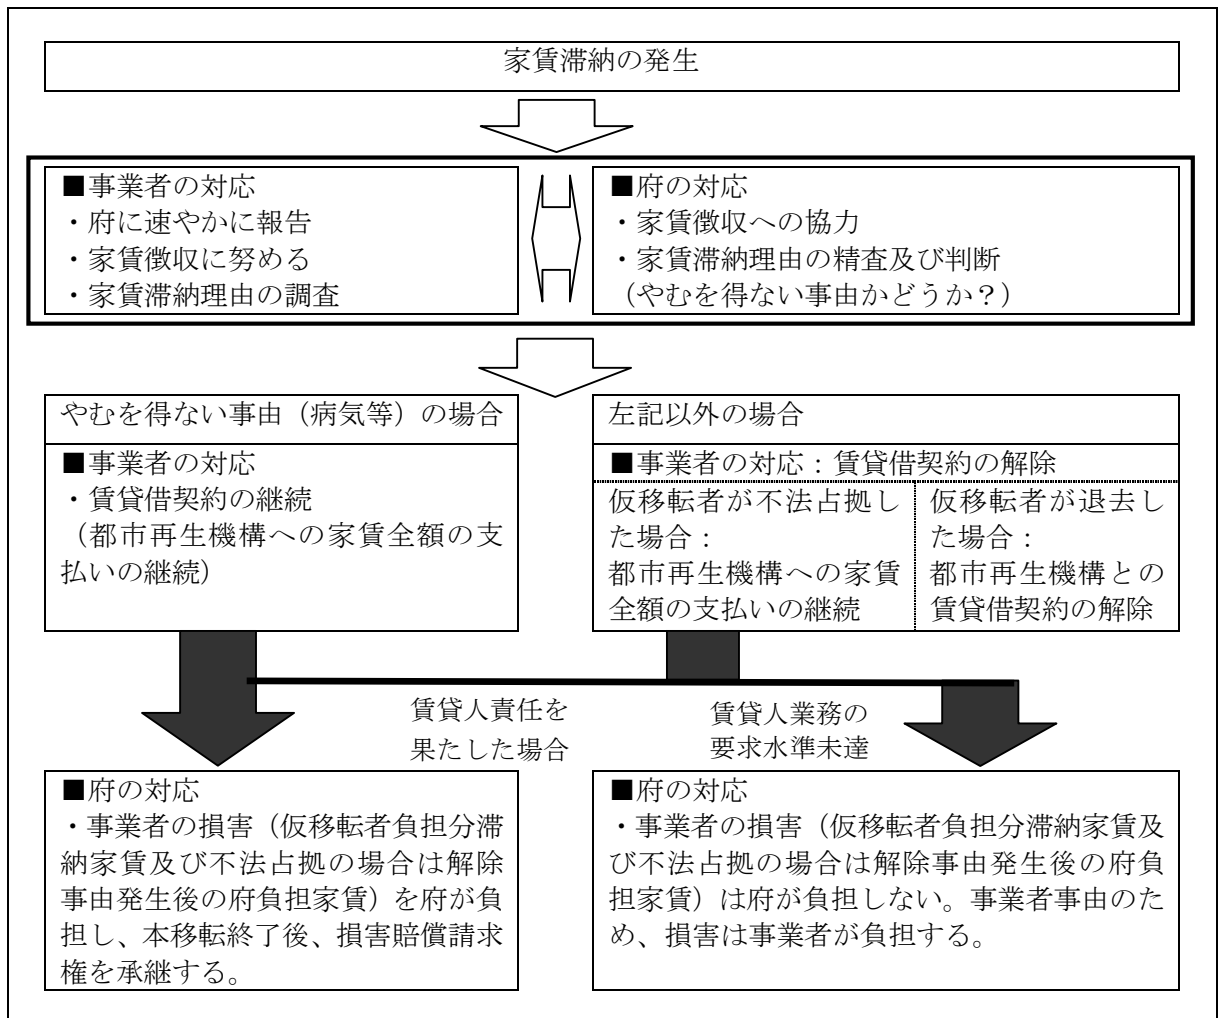 家賃滞納の発生
■事業者の対応
・府に速やかに報告
・家賃徴収に努める
・家賃滞納理由の調査
■府の対応
・家賃徴収への協力
・家賃滞納理由の精査及び判断
（やむを得ない事由かどうか？）
やむを得ない事由（病気等）の場合
■事業者の対応
・賃貸借契約の継続
（都市再生機構への家賃全額の支
払いの継続）
左記以外の場合
■事業者の対応：賃貸借契約の解除
仮移転者が不法占拠し
た場合：
都市再生機構への家賃
全額の支払いの継続
仮移転者が退去し
た場合：
都市再生機構との
賃貸借契約の解除
賃貸人責任を
果たした場合
賃貸人業務の
要求水準未達
■府の対応
・事業者の損害（仮移転者負担分滞
納家賃及び不法占拠の場合は解除
事由発生後の府負担家賃）を府が負
担し、本移転終了後、損害賠償請求
権を承継する。
■府の対応
・事業者の損害（仮移転者負担分滞納家賃及
び不法占拠の場合は解除事由発生後の府負
担家賃）は府が負担しない。事業者事由のた
め、損害は事業者が負担する。